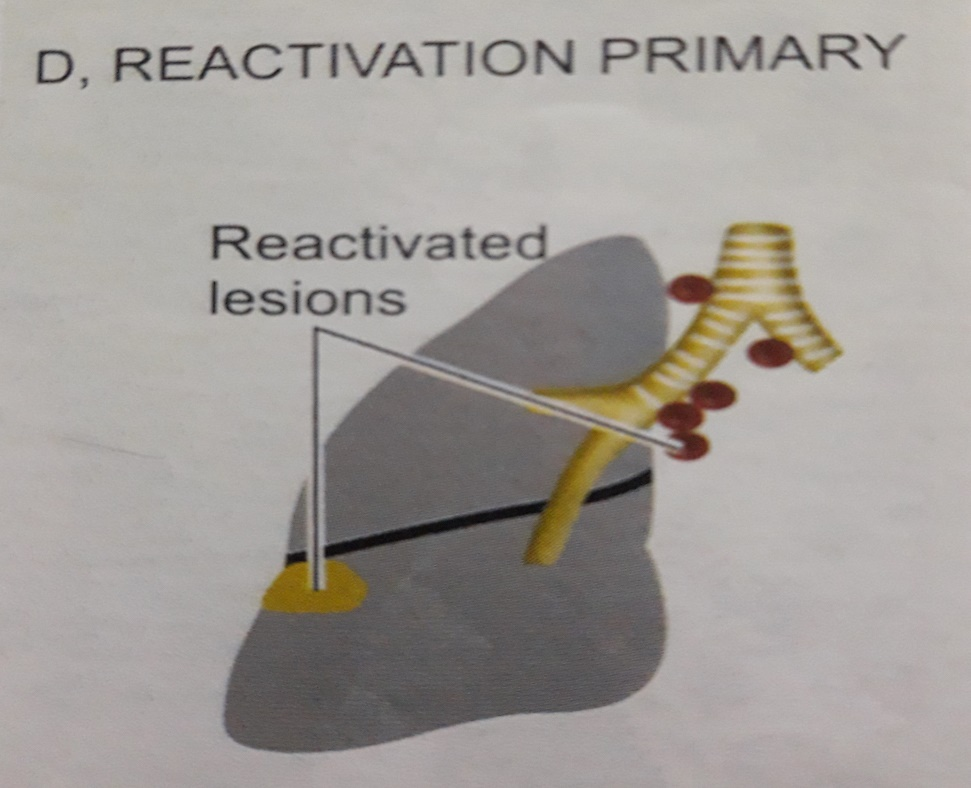 D, REACTIVATION PRIMARY
Reactivated
lesions